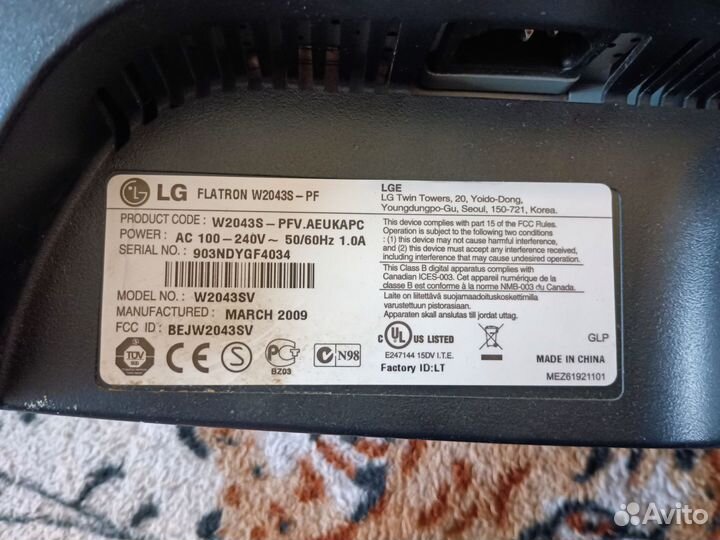 LG FLATRON W2043S-PF
PRODUCT CODE: W2043S-PFV.AEUKAPC
POWER: AC 100-240V~ 50/60Hz 1.0A
SERIAL NO.: 903NDYGF4034
MODEL NO.: W2043SV
MANUFACTURED: MARCH 2009
FCC ID: BEJW2043SV
TÜV
PG
BZ03
N98
LGE
LG Twin Towers, 20, Yoido-Dong,
Youngdungpo-Gu, Seoul, 150-721, Korea.
This device complies with part 15 of the FCC Rules.
Operation is subject to the following two conditions :
(1) this device may not cause harmful interference,
and (2) this device must accept any interference received,
including interference that may cause undesired operation.
This Class B digital apparatus complies with
Canadian ICES-003. Cet appareil numérique de la
classe B est conforme à la norme NMB-003 du Canada.
Laite on liitettävä suojamaadoituskoskettimilla
varustettuun pistorasiaan.
Apparaten skall anslutas till jordat uttag.
C UL US LISTED
E247144 15DV I.T.E.
Factory ID:LT
GLP
MADE IN CHINA
MEZ61921101
Avito